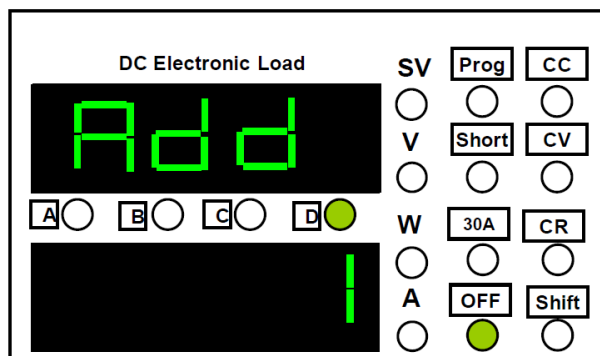 DC Electronic Load
SV Prog CC
Add
V Short CV
A B C D
W 30A CR
1
A OFF Shift